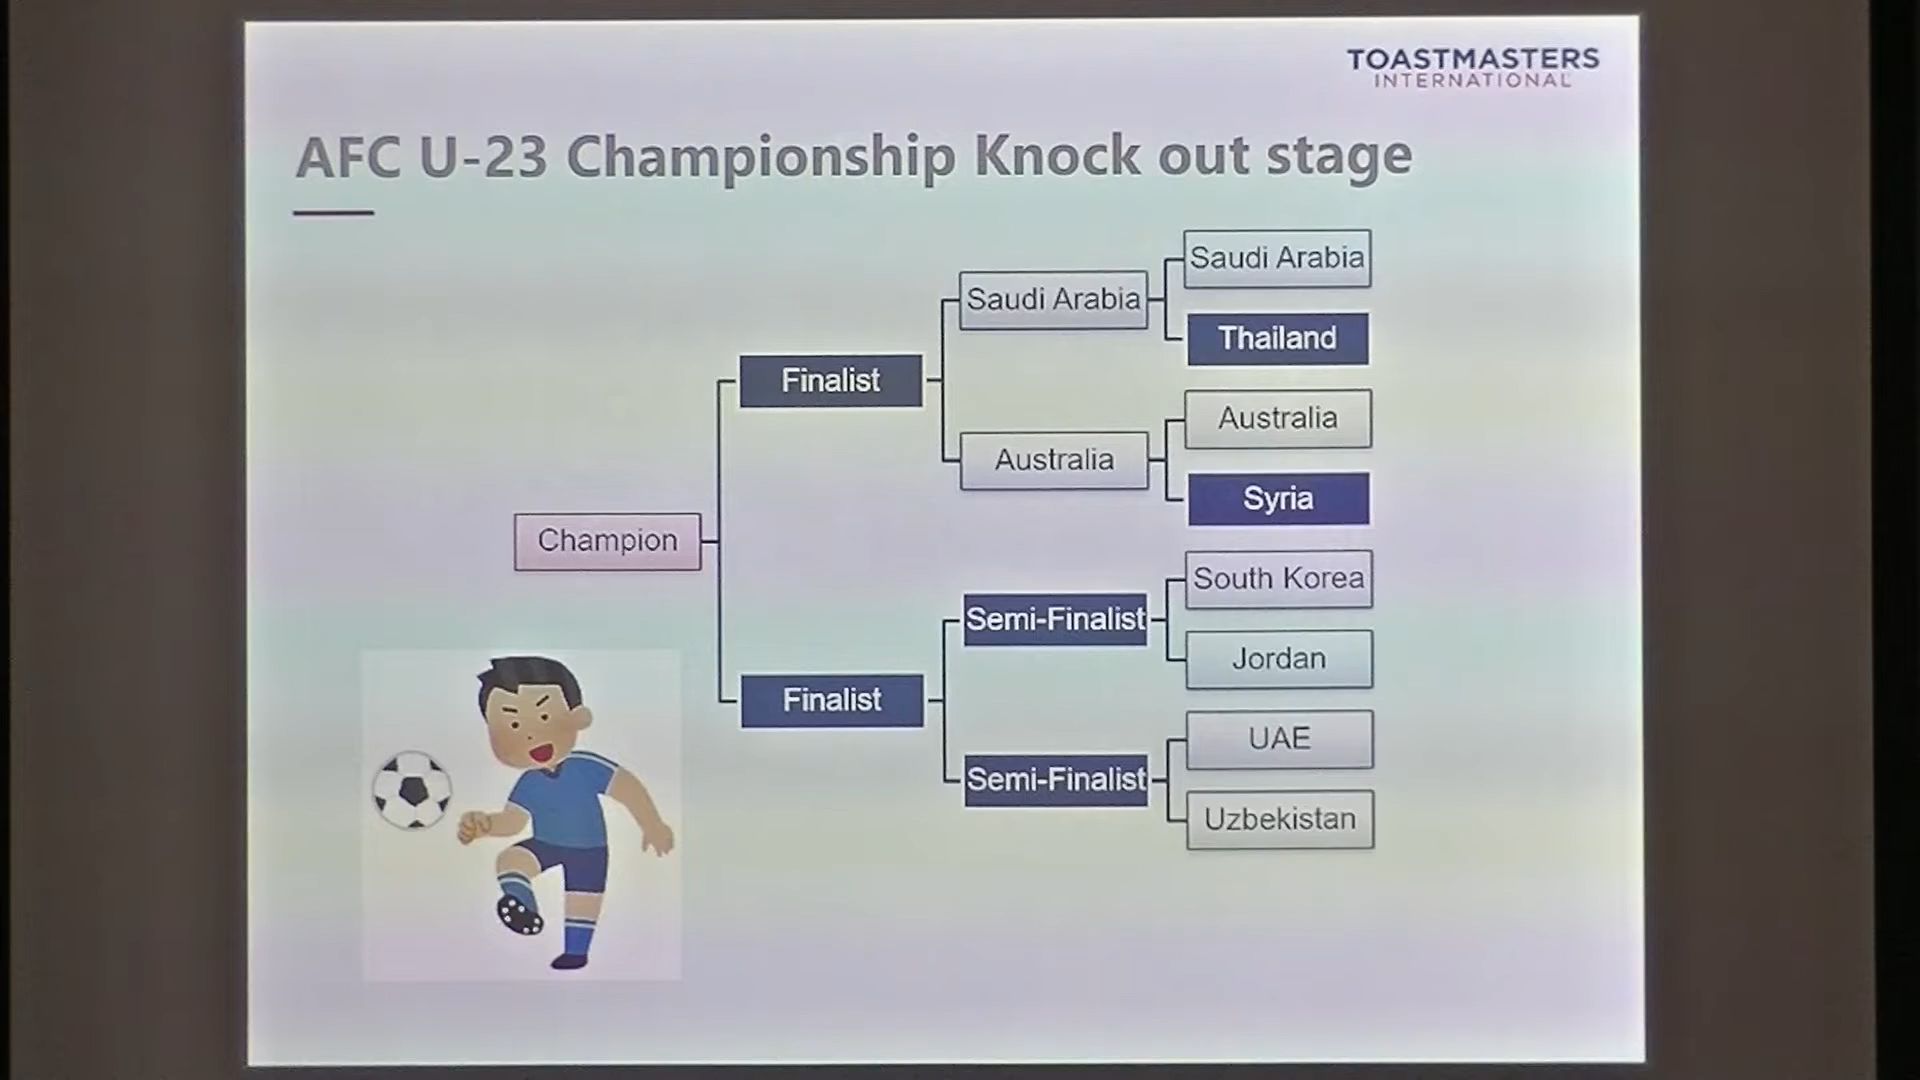 TOASTMASTERS
INTERNATIONAL
AFC U-23 Championship Knock out stage
Saudi Arabia
Saudi Arabia
Thailand
Finalist
Australia
Australia
Syria
Champion
South Korea
Semi-Finalist
Jordan
Finalist
UAE
Semi-Finalist
Uzbekistan